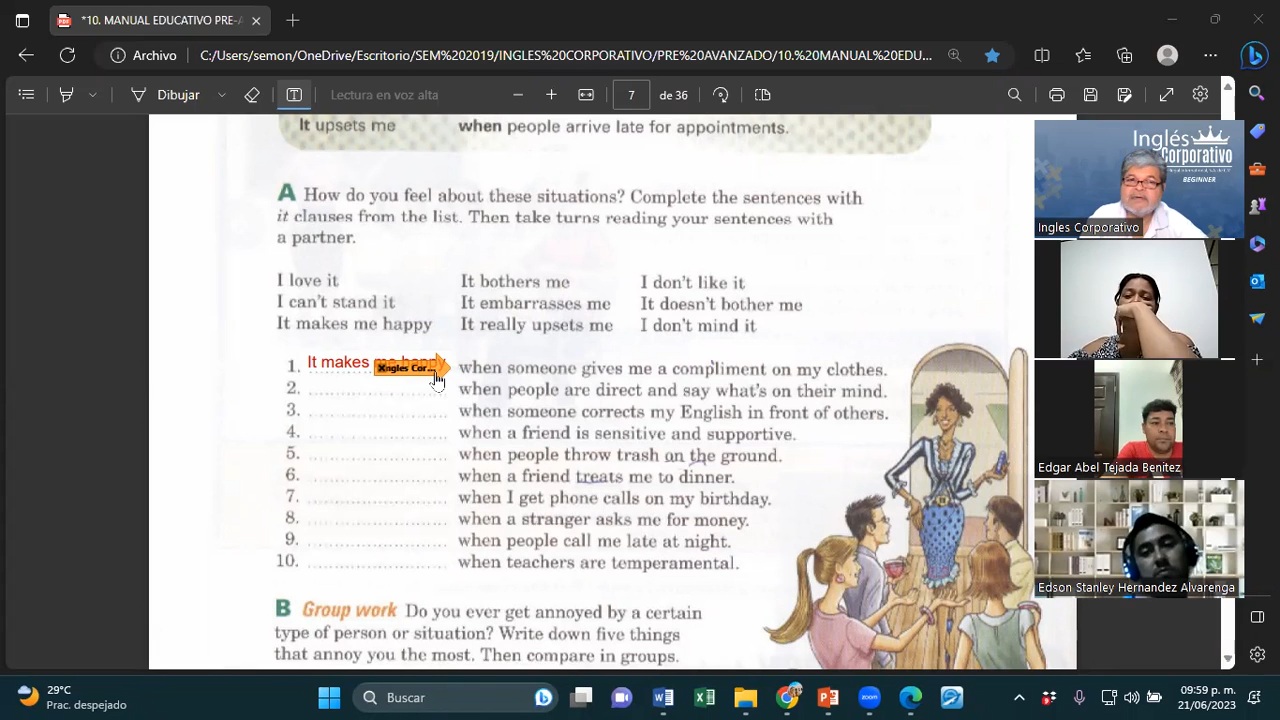 *10. MANUAL EDUCATIVO PRE-A
Archivo
C:/Users/semon/OneDrive/Escritorio/SEM%202019/INGLES%20CORPORATIVO/PRE%20AVANZADO/10.%20MANUAL%20EDU...
Dibujar
Lectura en voz alta
7
de 36
It upsets me when people arrive late for appointments.
A How do you feel about these situations? Complete the sentences with
it clauses from the list. Then take turns reading your sentences with
a partner.
I love it It bothers me I don't like it
I can't stand it It embarrasses me It doesn't bother me
It makes me happy It really upsets me I don't mind it
1. It makes me happy when someone gives me a compliment on my clothes.
Ingles Cor...
2. when people are direct and say what's on their mind.
3. when someone corrects my English in front of others.
4. when a friend is sensitive and supportive.
5. when people throw trash on the ground.
6. when a friend treats me to dinner.
7. when I get phone calls on my birthday.
8. when a stranger asks me for money.
9. when people call me late at night.
10. when teachers are temperamental.
B Group work Do you ever get annoyed by a certain
type of person or situation? Write down five things
that annoy you the most. Then compare in groups.
Inglés
Corporativo
BEGINNER
Ingles Corporativo
Edgar Abel Tejada Benitez
Edson Stanley Hernandez Alvarenga
29°C
Prac. despejado
Buscar
09:59 p. m.
21/06/2023